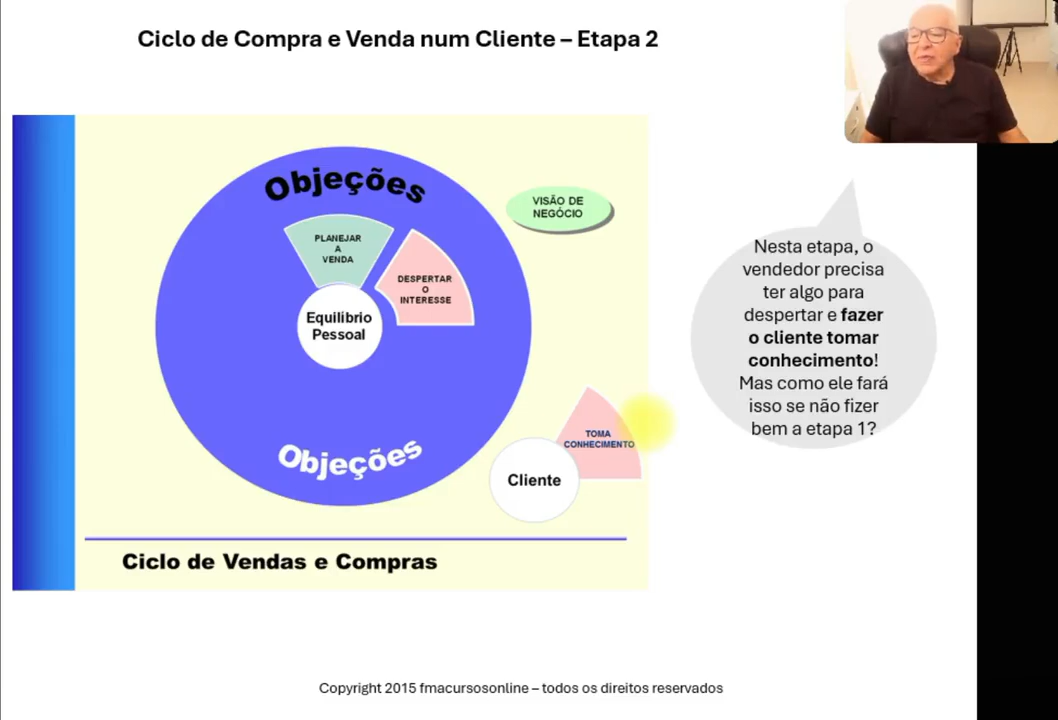 Ciclo de Compra e Venda num Cliente – Etapa 2
Objeções
VISÃO DE
NEGÓCIO
PLANEJAR
A
VENDA
DESPERTAR
O
INTERESSE
Equilíbrio
Pessoal
Objeções
TOMA
CONHECIMENTO
Cliente
Ciclo de Vendas e Compras
Nesta etapa, o
vendedor precisa
ter algo para
despertar e fazer
o cliente tomar
conhecimento!
Mas como ele fará
isso se não fizer
bem a etapa 1?
Copyright 2015 fmacursosonline – todos os direitos reservados